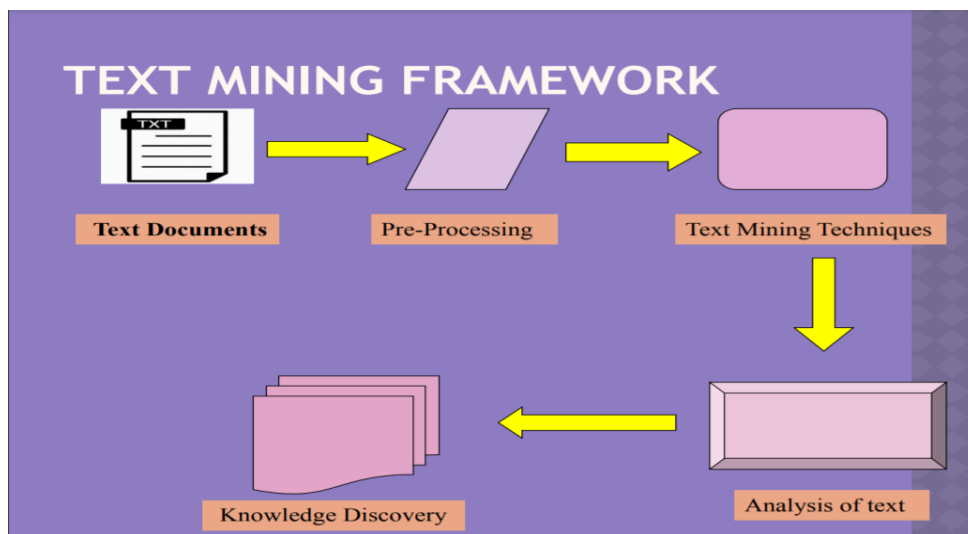 TEXT MINING FRAMEWORK
TXT
Text Documents
Pre-Processing
Text Mining Techniques
Analysis of text
Knowledge Discovery